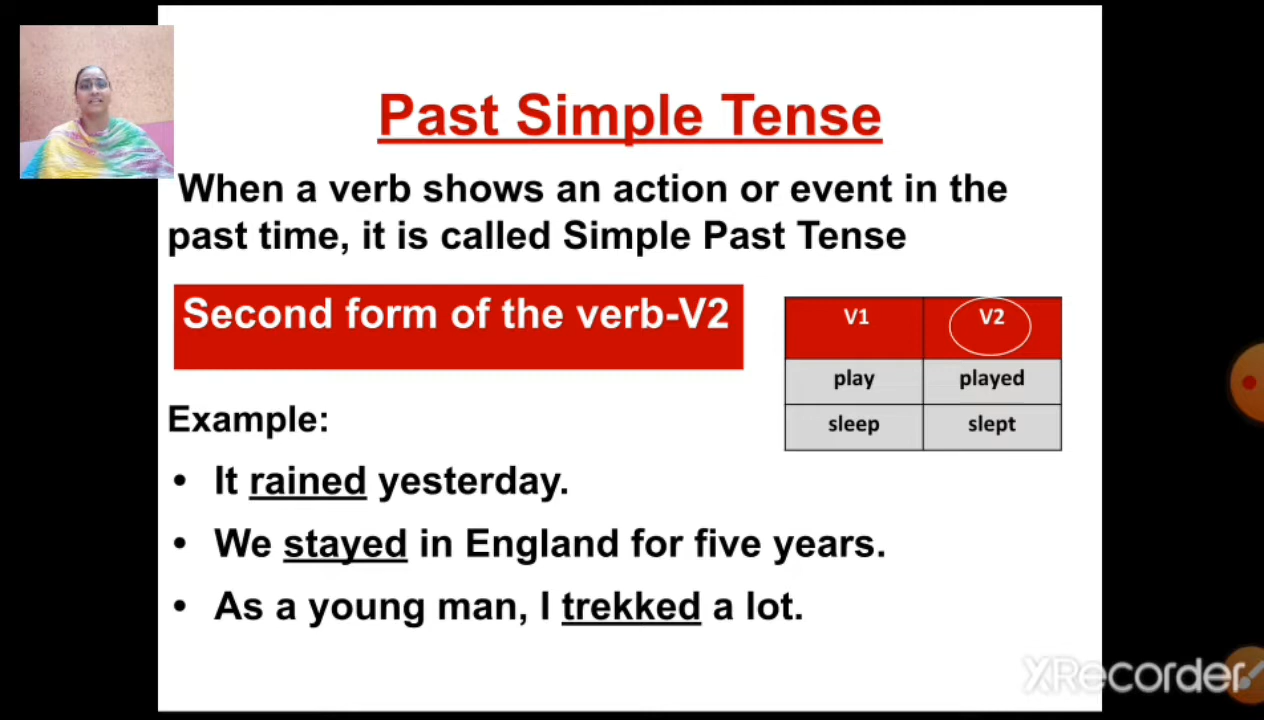 Past Simple Tense
When a verb shows an action or event in the
past time, it is called Simple Past Tense
Second form of the verb-V2
V1 V2
play played
sleep slept
Example:
• It rained yesterday.
• We stayed in England for five years.
• As a young man, I trekked a lot.
XRecorder